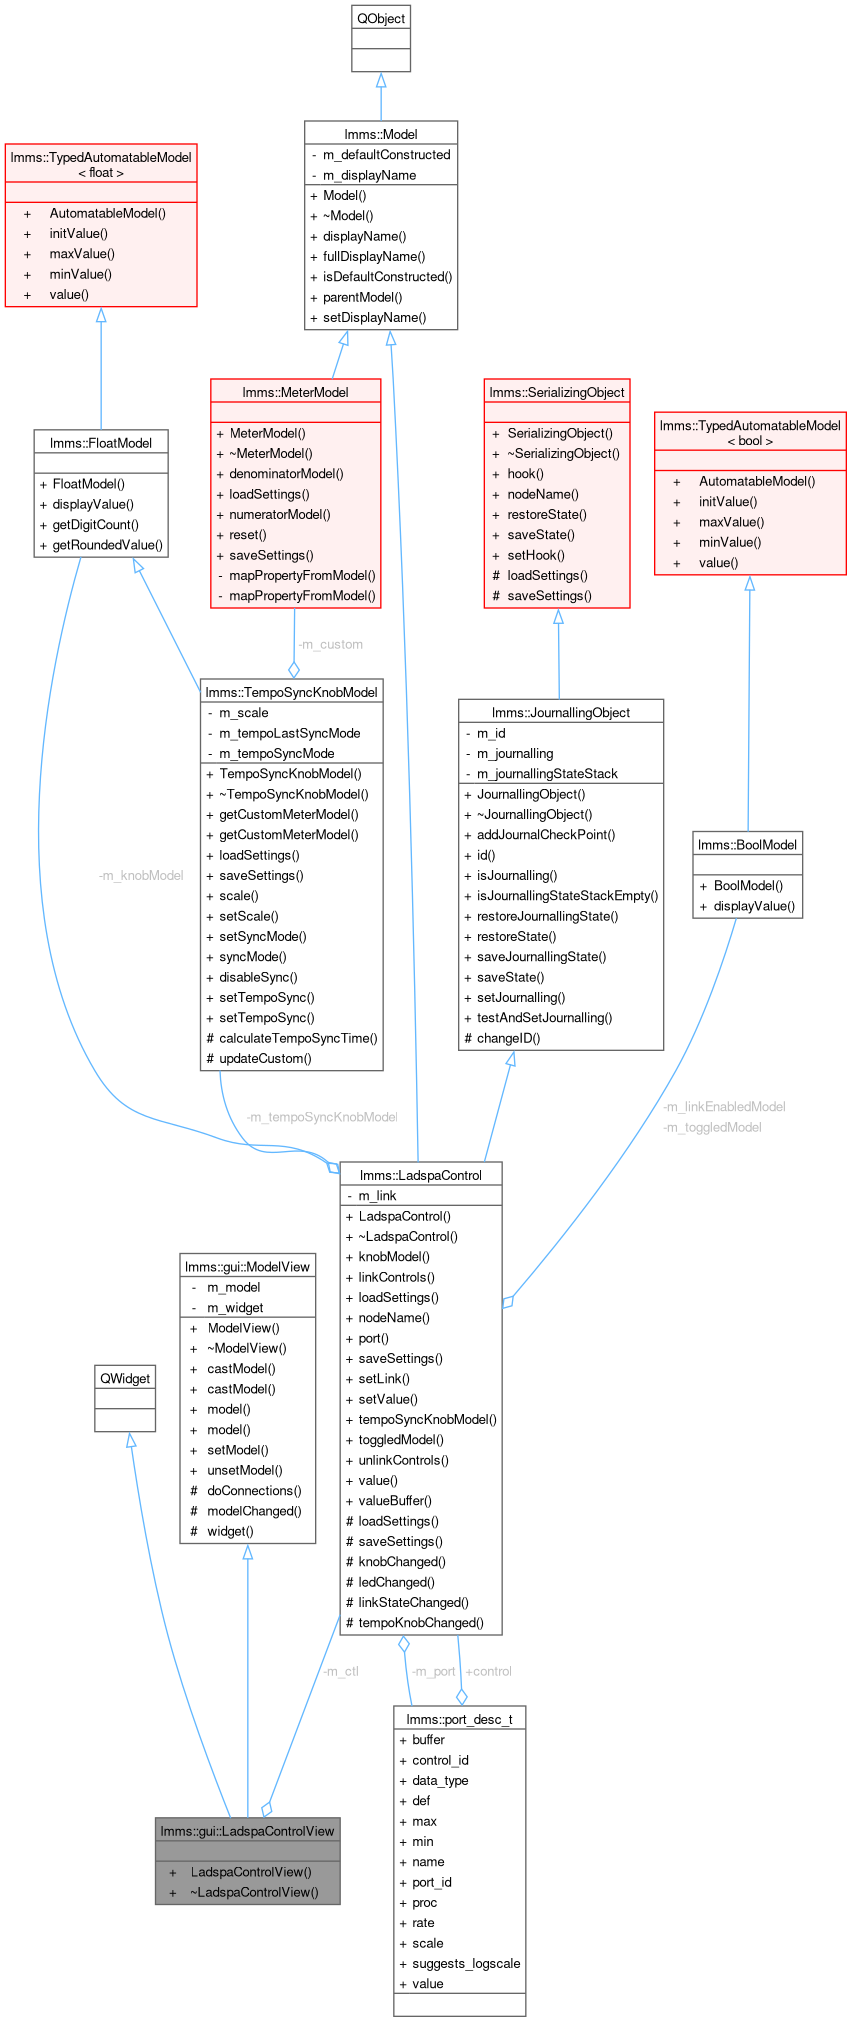 QObject
lmms::Model
- m_defaultConstructed
- m_displayName
+ Model()
+ ~Model()
+ displayName()
+ fullDisplayName()
+ isDefaultConstructed()
+ parentModel()
+ setDisplayName()
lmms::TypedAutomatableModel
< float >
+ AutomatableModel()
+ initValue()
+ maxValue()
+ minValue()
+ value()
lmms::MeterModel
+ MeterModel()
+ ~MeterModel()
+ denominatorModel()
+ loadSettings()
+ numeratorModel()
+ reset()
+ saveSettings()
- mapPropertyFromModel()
- mapPropertyFromModel()
lmms::SerializingObject
+ SerializingObject()
+ ~SerializingObject()
+ hook()
+ nodeName()
+ restoreState()
+ saveState()
+ setHook()
# loadSettings()
# saveSettings()
lmms::TypedAutomatableModel
< bool >
+ AutomatableModel()
+ initValue()
+ maxValue()
+ minValue()
+ value()
lmms::FloatModel
+ FloatModel()
+ displayValue()
+ getDigitCount()
+ getRoundedValue()
-m_custom
lmms::TempoSyncKnobModel
- m_scale
- m_tempoLastSyncMode
- m_tempoSyncMode
+ TempoSyncKnobModel()
+ ~TempoSyncKnobModel()
+ getCustomMeterModel()
+ getCustomMeterModel()
+ loadSettings()
+ saveSettings()
+ scale()
+ setScale()
+ setSyncMode()
+ syncMode()
+ disableSync()
+ setTempoSync()
+ setTempoSync()
# calculateTempoSyncTime()
# updateCustom()
lmms::JournallingObject
- m_id
- m_journalling
- m_journallingStateStack
+ JournallingObject()
+ ~JournallingObject()
+ addJournalCheckPoint()
+ id()
+ isJournalling()
+ isJournallingStateStackEmpty()
+ restoreJournallingState()
+ restoreState()
+ saveJournallingState()
+ saveState()
+ setJournalling()
+ testAndSetJournalling()
# changeID()
lmms::BoolModel
+ BoolModel()
+ displayValue()
-m_knobModel
-m_tempoSyncKnobModel
-m_linkEnabledModel
-m_toggledModel
lmms::LadspaControl
- m_link
+ LadspaControl()
+ ~LadspaControl()
+ knobModel()
+ linkControls()
+ loadSettings()
+ nodeName()
+ port()
+ saveSettings()
+ setLink()
+ setValue()
+ tempoSyncKnobModel()
+ toggledModel()
+ unlinkControls()
+ value()
+ valueBuffer()
# loadSettings()
# saveSettings()
# knobChanged()
# ledChanged()
# linkStateChanged()
# tempoKnobChanged()
lmms::gui::ModelView
- m_model
- m_widget
+ ModelView()
+ ~ModelView()
+ castModel()
+ castModel()
+ model()
+ model()
+ setModel()
+ unsetModel()
# doConnections()
# modelChanged()
# widget()
QWidget
-m_ctl
-m_port
+control
lmms::port_desc_t
+ buffer
+ control_id
+ data_type
+ def
+ max
+ min
+ name
+ port_id
+ proc
+ rate
+ scale
+ suggests_logscale
+ value
lmms::gui::LadspaControlView
+ LadspaControlView()
+ ~LadspaControlView()